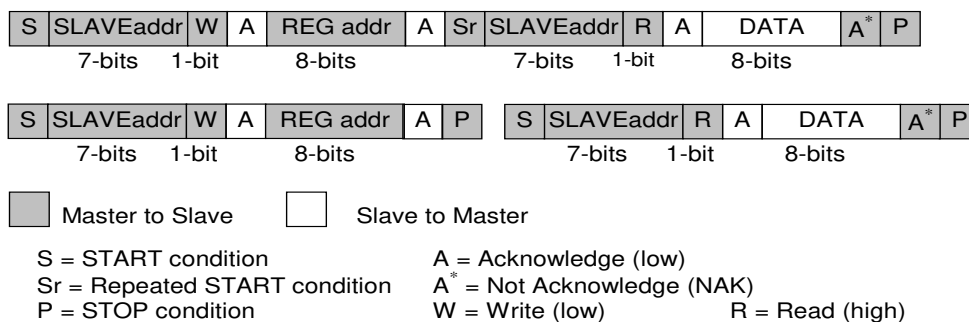 S SLAVEaddr W A REG addr A Sr SLAVEaddr R A DATA A* P
7-bits 1-bit 8-bits 7-bits 1-bit 8-bits
S SLAVEaddr W A REG addr A P S SLAVEaddr R A DATA A* P
7-bits 1-bit 8-bits 7-bits 1-bit 8-bits
Master to Slave Slave to Master
S = START condition A = Acknowledge (low)
Sr = Repeated START condition A* = Not Acknowledge (NAK)
P = STOP condition W = Write (low) R = Read (high)